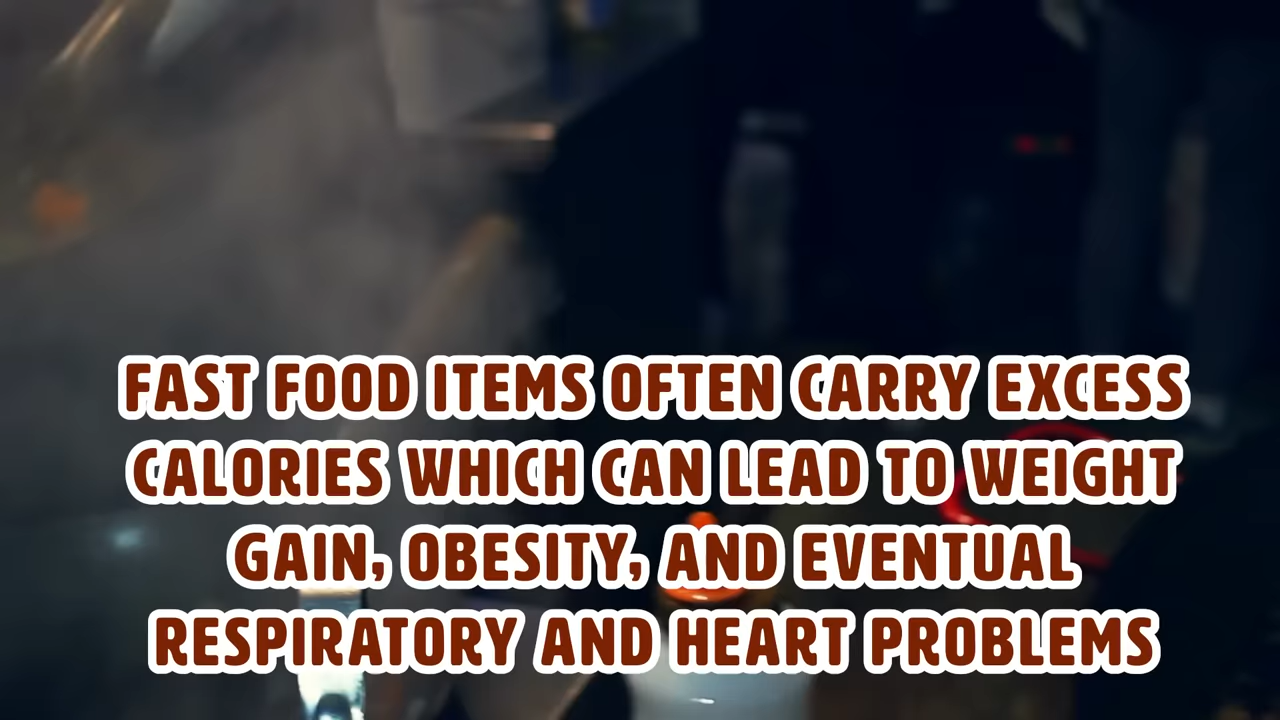 FAST FOOD ITEMS OFTEN CARRY EXCESS
CALORIES WHICH CAN LEAD TO WEIGHT
GAIN, OBESITY, AND EVENTUAL
RESPIRATORY AND HEART PROBLEMS